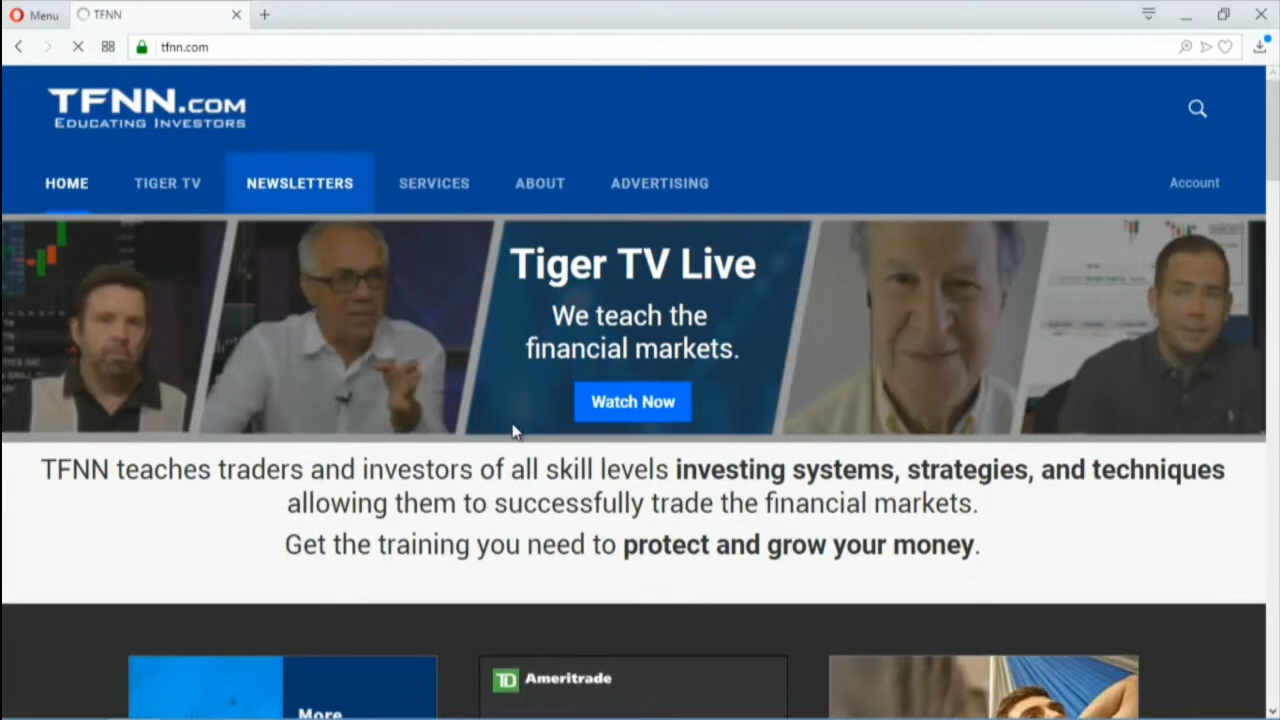 Menu
TFNN
tfnn.com
TFNN.COM
EDUCATING INVESTORS
HOME
TIGER TV
NEWSLETTERS
SERVICES
ABOUT
ADVERTISING
Account
Tiger TV Live
We teach the
financial markets.
Watch Now
TFNN teaches traders and investors of all skill levels investing systems, strategies, and techniques
allowing them to successfully trade the financial markets.
Get the training you need to protect and grow your money.
More
TD Ameritrade